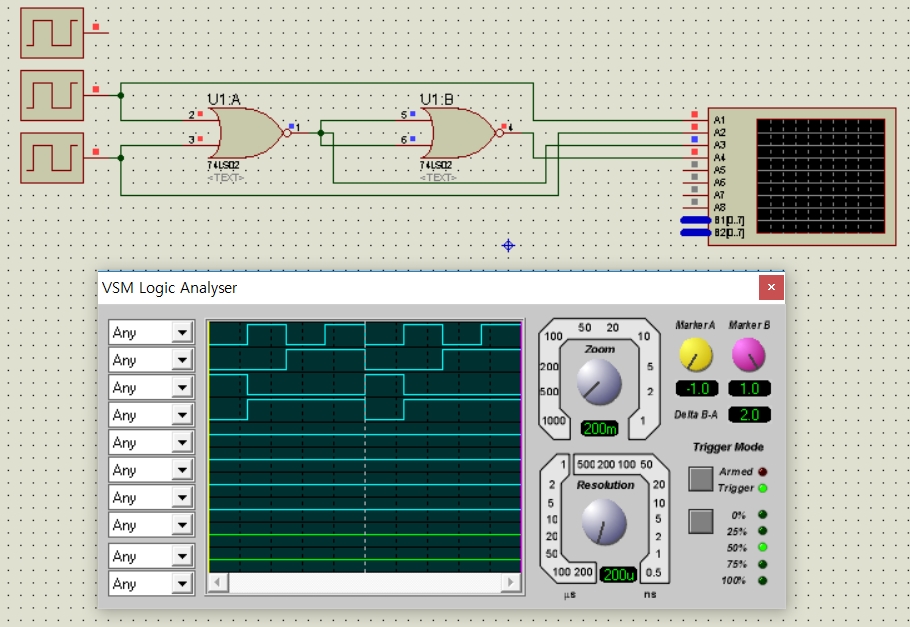 U1:A
U1:B
2
3
1
5
6
4
74LS02
<TEXT>
74LS02
<TEXT>
A1
A2
A3
A4
A5
A6
A7
A8
B1[0..7]
B2[0..7]
VSM Logic Analyser
Any
Any
Any
Any
Any
Any
Any
Any
Any
Any
50 20
100 10
Zoom
200 5
500 2
1000 1
200m
Marker A Marker B
-1.0 1.0
Delta B-A 2.0
Trigger Mode
Armed
Trigger
0%
25%
50%
75%
100%
1 500 200 100 50
2 Resolution 20
5 10
10 5
20 2
50 1
100 200 200u 0.5
µs ns